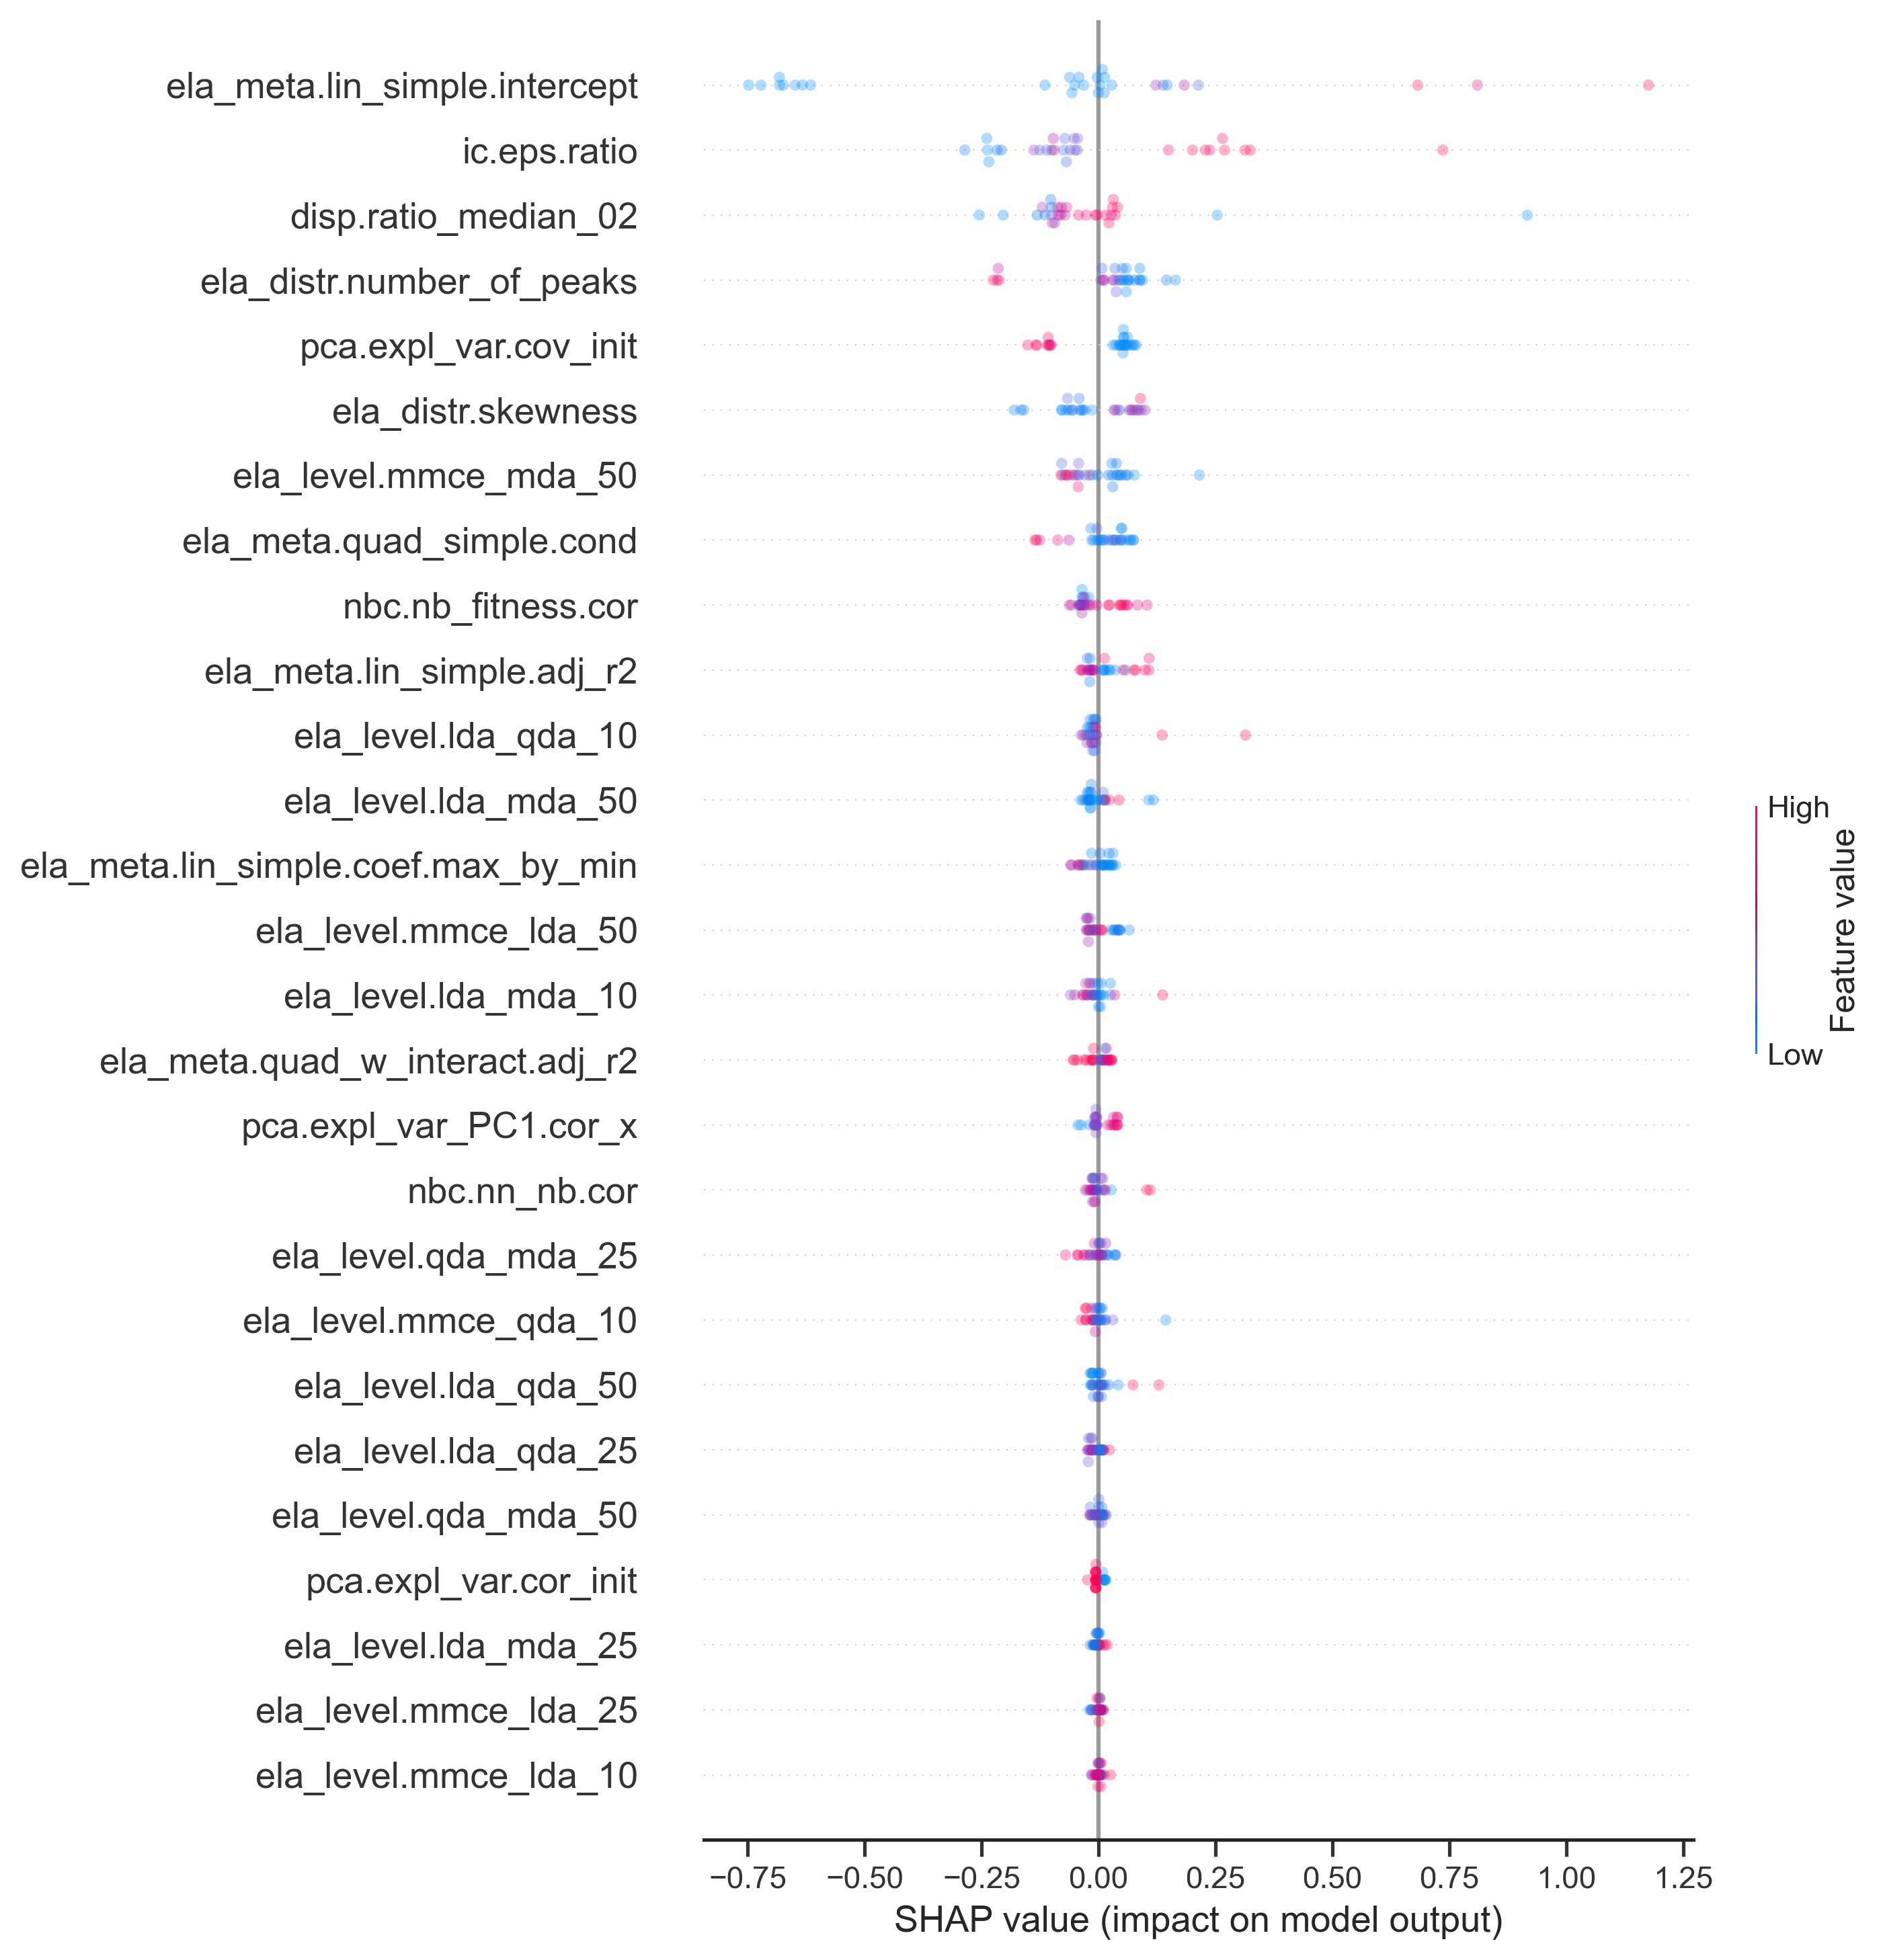 ela_meta.lin_simple.intercept
ic.eps.ratio
disp.ratio_median_02
ela_distr.number_of_peaks
pca.expl_var.cov_init
ela_distr.skewness
ela_level.mmce_mda_50
ela_meta.quad_simple.cond
nbc.nb_fitness.cor
ela_meta.lin_simple.adj_r2
ela_level.lda_qda_10
ela_level.lda_mda_50
ela_meta.lin_simple.coef.max_by_min
ela_level.mmce_lda_50
ela_level.lda_mda_10
ela_meta.quad_w_interact.adj_r2
pca.expl_var_PC1.cor_x
nbc.nn_nb.cor
ela_level.qda_mda_25
ela_level.mmce_qda_10
ela_level.lda_qda_50
ela_level.lda_qda_25
ela_level.qda_mda_50
pca.expl_var.cor_init
ela_level.lda_mda_25
ela_level.mmce_lda_25
ela_level.mmce_lda_10
−0.75 −0.50 −0.25 0.00 0.25 0.50 0.75 1.00 1.25
SHAP value (impact on model output)
High
Feature value
Low